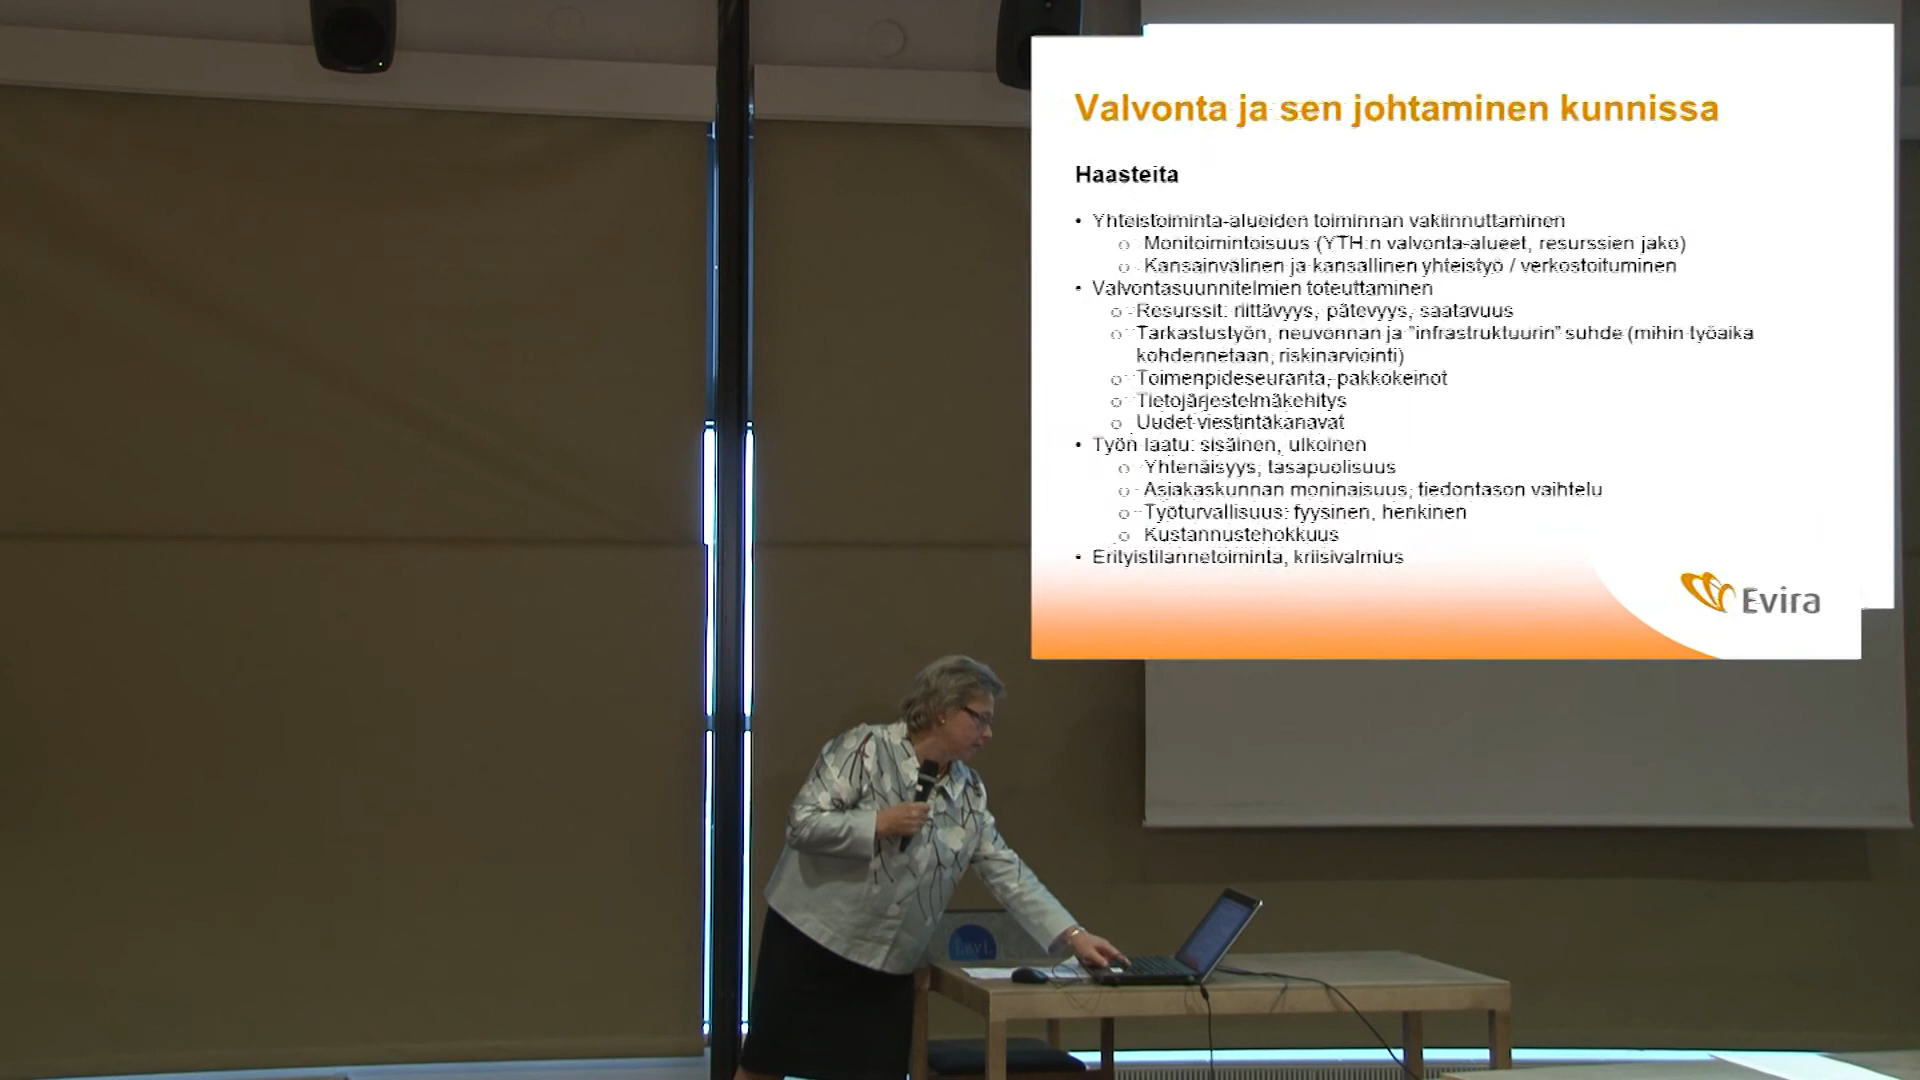 Valvonta ja sen johtaminen kunnissa
Haasteita
• Yhteistoiminta-alueiden toiminnan vakiinnuttaminen
o Monitoimintoisuus (YTH:n valvonta-alueet, resurssien jako)
o Kansainvälinen ja kansallinen yhteistyö / verkostoituminen
• Valvontasuunnitelmien toteuttaminen
o Resurssit: riittävyys, pätevyys, saatavuus
o Tarkastustyön, neuvonnan ja "infrastruktuurin" suhde (mihin työaika
kohdennetaan, riskinarviointi)
o Toimenpideseuranta, pakkokeinot
o Tietojärjestelmäkehitys
o Uudet viestintäkanavat
• Työn laatu: sisäinen, ulkoinen
o Yhtenäisyys, tasapuolisuus
o Asiakaskunnan moninaisuus, tiedontason vaihtelu
o Työturvallisuus: fyysinen, henkinen
o Kustannustehokkuus
• Erityistilannetoiminta, kriisivalmius
Evira